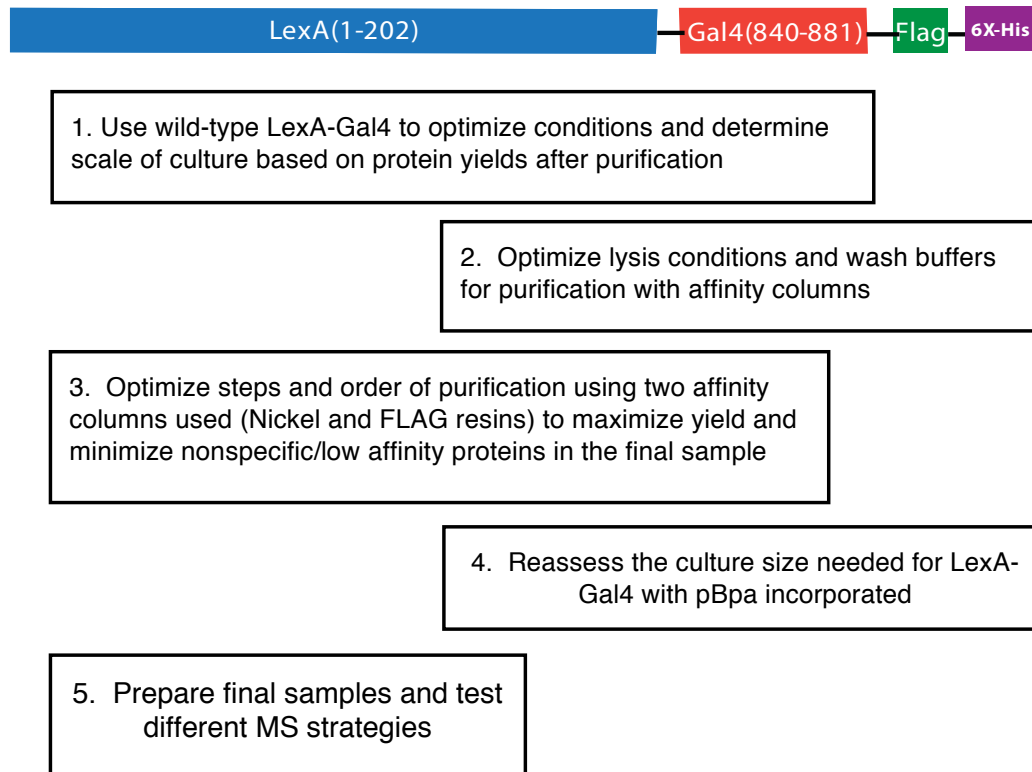 LexA(1-202) Gal4(840-881) Flag 6X-His
1. Use wild-type LexA-Gal4 to optimize conditions and determine
scale of culture based on protein yields after purification
2. Optimize lysis conditions and wash buffers
for purification with affinity columns
3. Optimize steps and order of purification using two affinity
columns used (Nickel and FLAG resins) to maximize yield and
minimize nonspecific/low affinity proteins in the final sample
4. Reassess the culture size needed for LexA-
Gal4 with pBpa incorporated
5. Prepare final samples and test
different MS strategies